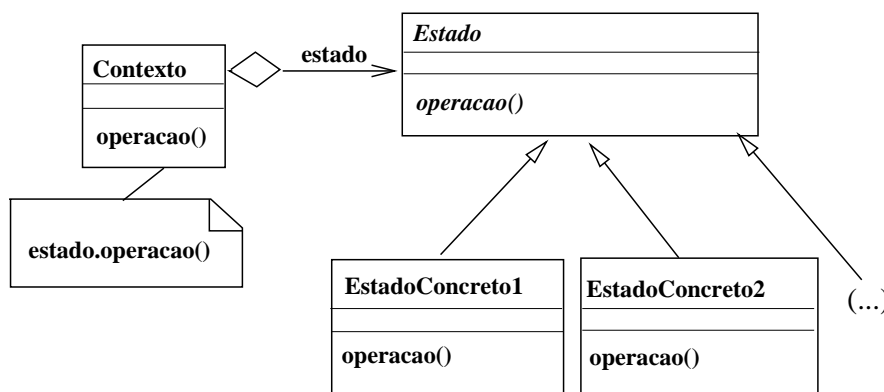 Estado
estado
Contexto
operacao()
operacao()
estado.operacao()
EstadoConcreto1
EstadoConcreto2
(...)
operacao()
operacao()